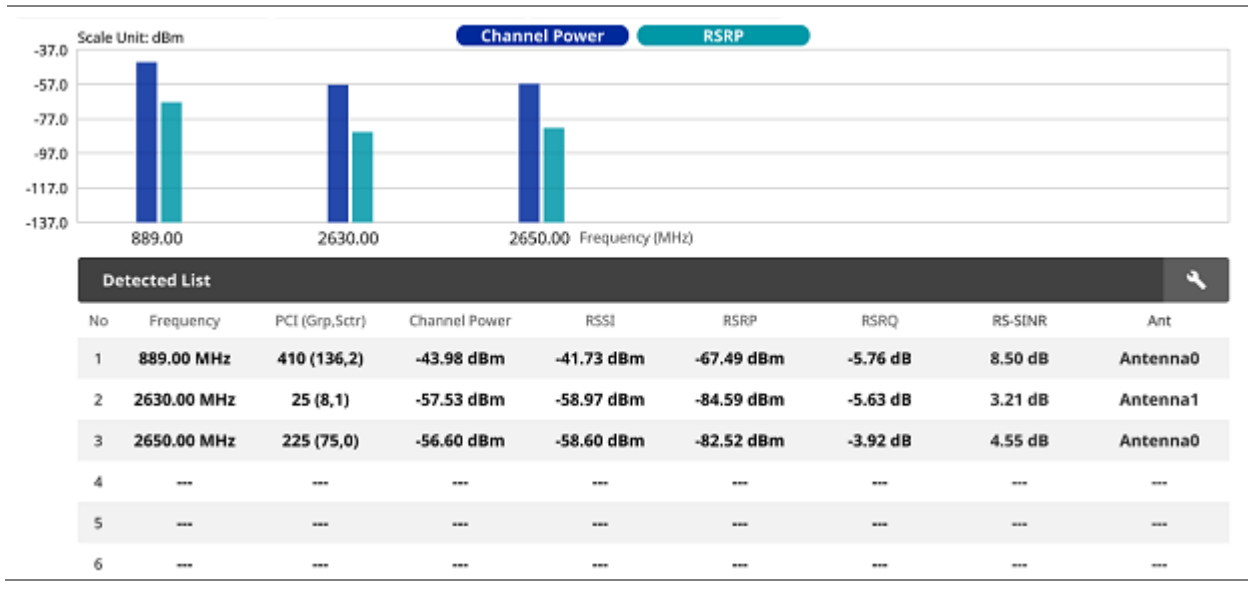 Scale Unit: dBm Channel Power RSRP
-37.0
-57.0
-77.0
-97.0
-117.0
-137.0
889.00 2630.00 2650.00 Frequency (MHz)
Detected List
No Frequency PCI (Grp,Sctr) Channel Power RSSI RSRP RSRQ RS-SINR Ant
1 889.00 MHz 410 (136,2) -43.98 dBm -41.73 dBm -67.49 dBm -5.76 dB 8.50 dB Antenna0
2 2630.00 MHz 25 (8,1) -57.53 dBm -58.97 dBm -84.59 dBm -5.63 dB 3.21 dB Antenna1
3 2650.00 MHz 225 (75,0) -56.60 dBm -58.60 dBm -82.52 dBm -3.92 dB 4.55 dB Antenna0
4 --- --- --- --- --- --- --- ---
5 --- --- --- --- --- --- --- ---
6 --- --- --- --- --- --- --- ---